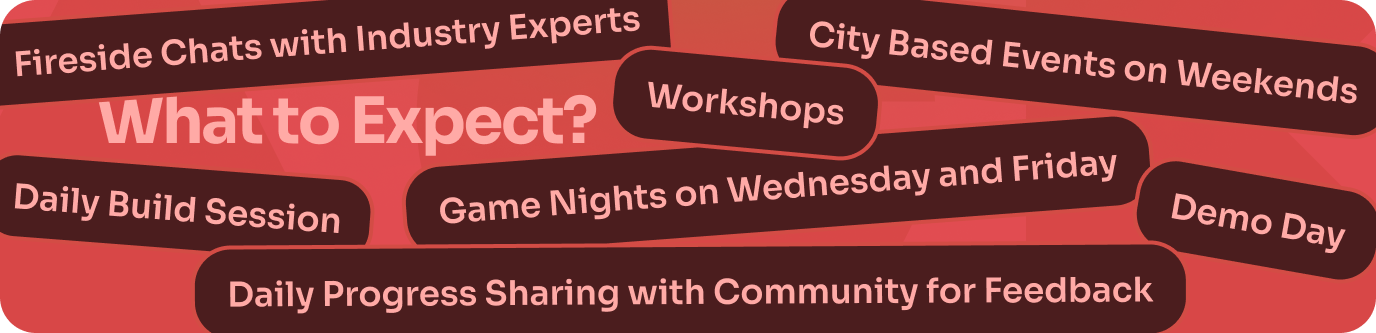 Fireside Chats with Industry Experts
City Based Events on Weekends
What to Expect?
Workshops
Daily Build Session
Game Nights on Wednesday and Friday
Demo Day
Daily Progress Sharing with Community for Feedback